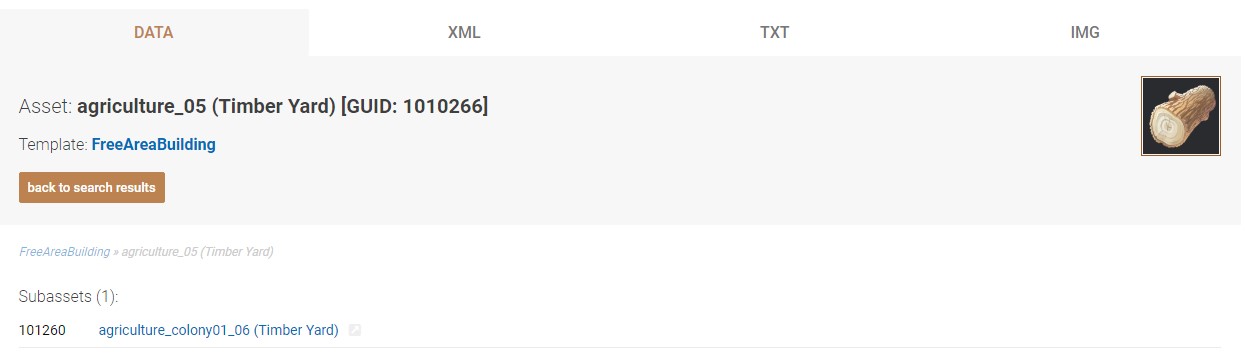 DATA XML TXT IMG
Asset: agriculture_05 (Timber Yard) [GUID: 1010266]
Template: FreeAreaBuilding
back to search results
FreeAreaBuilding » agriculture_05 (Timber Yard)
Subassets (1):
101260 agriculture_colony01_06 (Timber Yard)